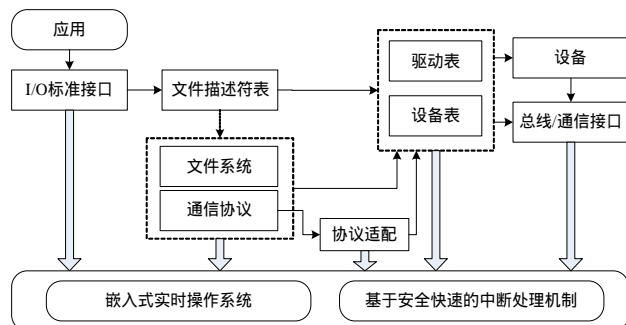 应用
I/O标准接口
文件描述符表
驱动表
设备表
设备
总线/通信接口
文件系统
通信协议
协议适配
嵌入式实时操作系统
基于安全快速的中断处理机制